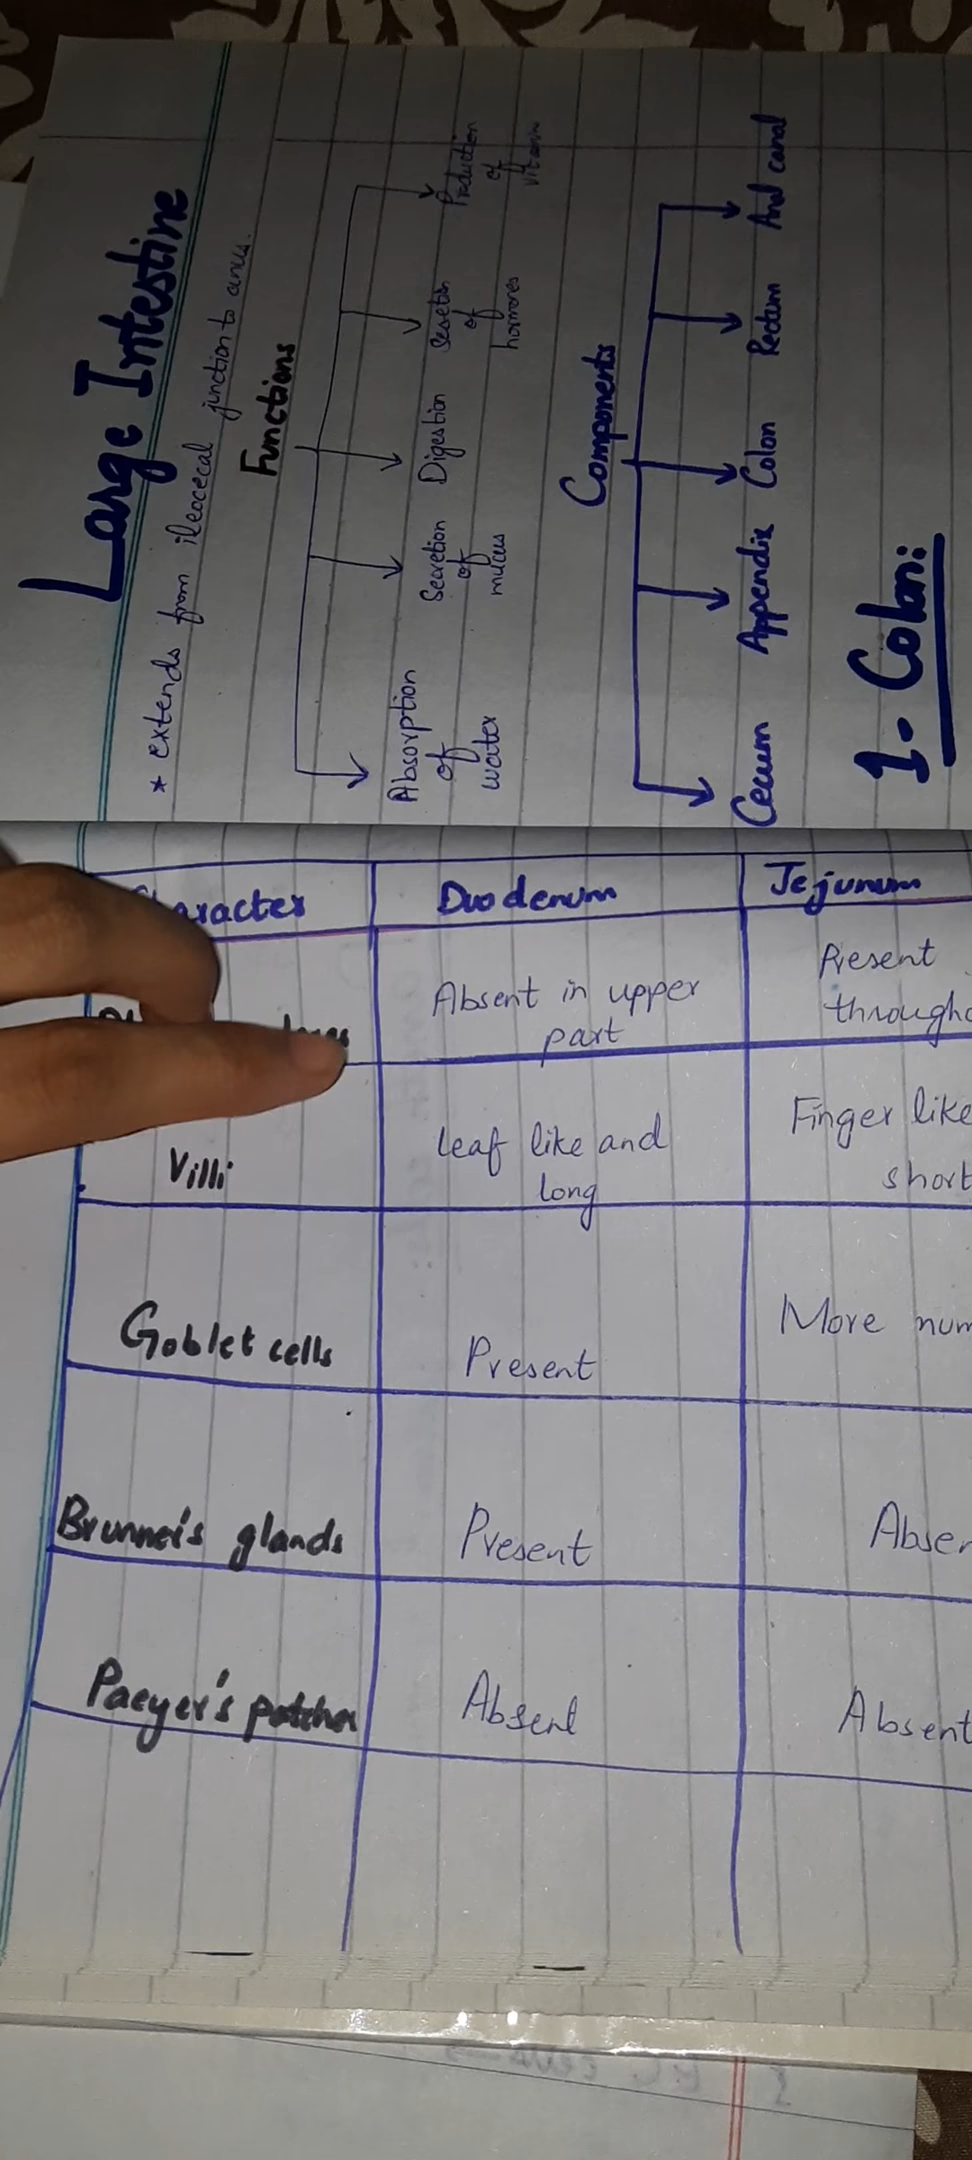 Large Intestine
* extends from ileocecal junction to anus.
Functions
Absorption of water
Secretion of mucus
Digestion
of hormones
Production of vitamin
Components
Cecum Appendix Colon Rectum Anal canal
1- Colon:
Character Duodenum Jejunum
Absent in upper part
Present
Villi
leaf like and long
Finger like
short
Goblet cells
Present
More num
Brunner's glands
Present
Absen
Paeyer's patches
Absent
Absent